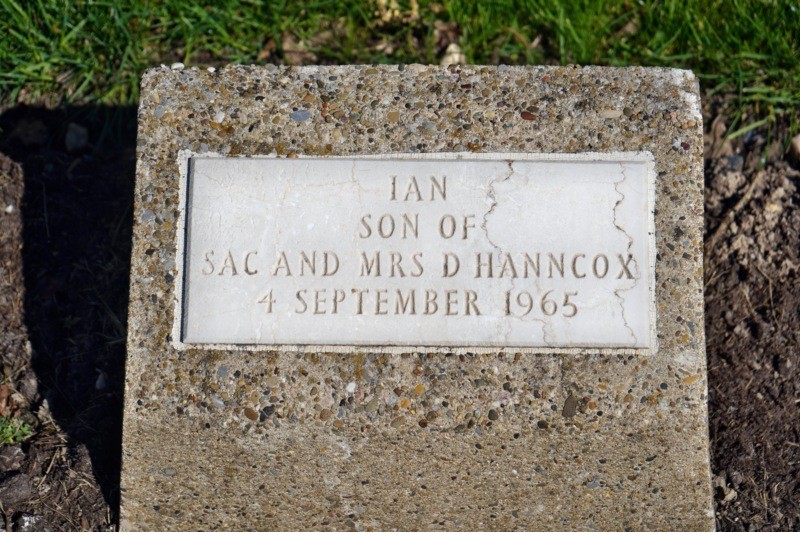 IAN
SON OF
SAC AND MRS D HANNCOX
4 SEPTEMBER 1965